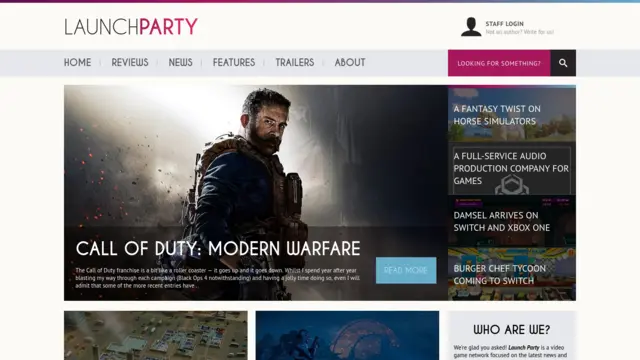 LAUNCHPARTY
STAFF LOGIN
Not an author? Write for us!
HOME
REVIEWS
NEWS
FEATURES
TRAILERS
ABOUT
LOOKING FOR SOMETHING?
CALL OF DUTY: MODERN WARFARE
The Call of Duty franchise is a bit like a roller coaster — it goes up and it goes down. Whilst I spend year after year
blasting my way through each campaign (Black Ops 4 notwithstanding) and having a jolly time doing so, even I will
admit that some of the more recent entries have
READ MORE
A FANTASY TWIST ON
HORSE SIMULATORS
A FULL-SERVICE AUDIO
PRODUCTION COMPANY FOR
GAMES
DAMSEL ARRIVES ON
SWITCH AND XBOX ONE
BURGER CHEF TYCOON
COMING TO SWITCH
WHO ARE WE?
We're glad you asked! Launch Party is a video
game network focused on the latest news and